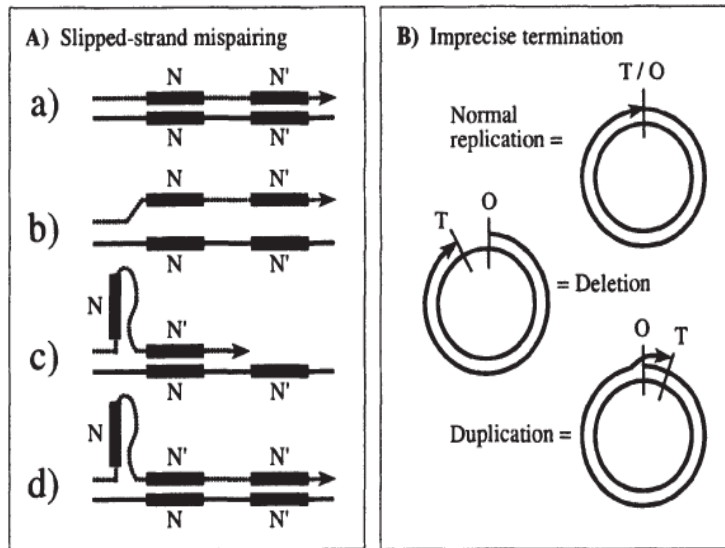 A) Slipped-strand mispairing
N N'
a)
N N'
N N'
b)
N N'
N
N'
c)
N N'
N
N' N'
d)
N N'
B) Imprecise termination
T / O
Normal
replication =
O
T
= Deletion
O
T
Duplication =